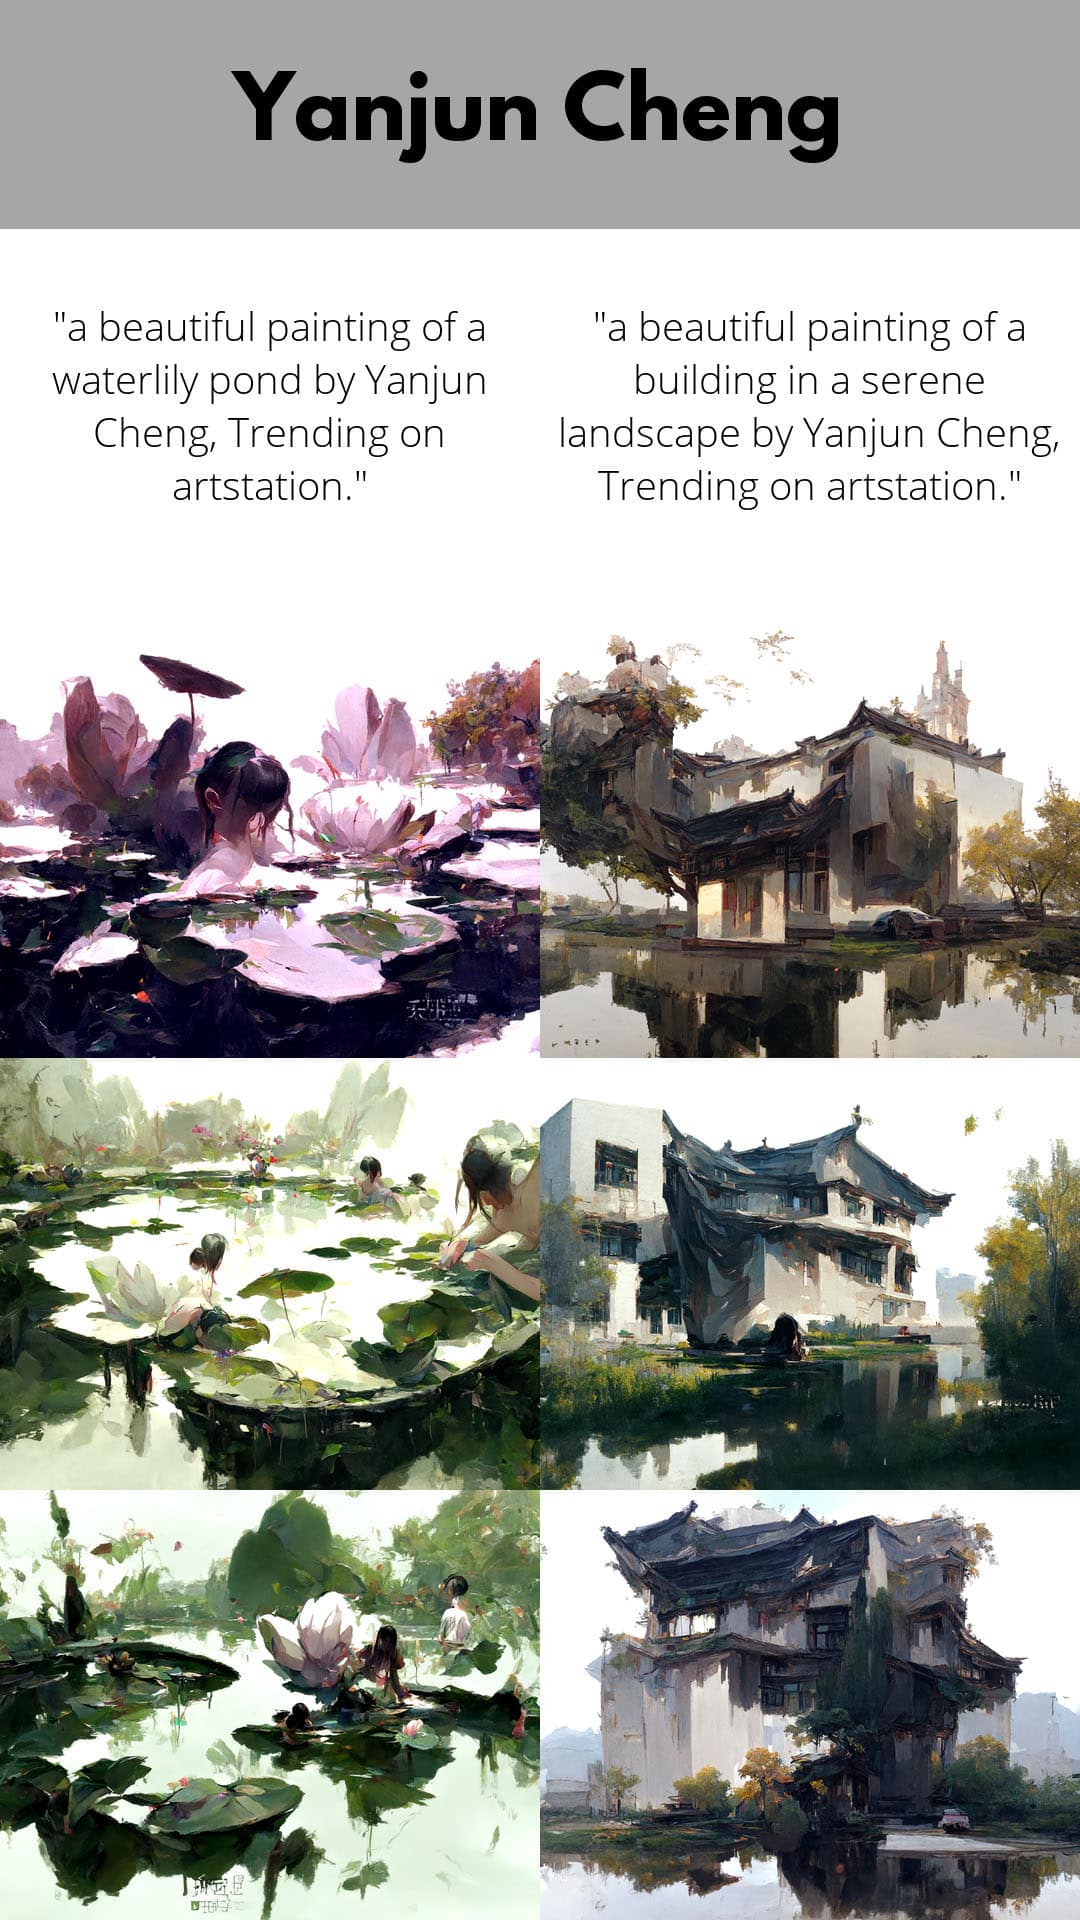 Yanjun Cheng
"a beautiful painting of a
waterlily pond by Yanjun
Cheng, Trending on
artstation."
"a beautiful painting of a
building in a serene
landscape by Yanjun Cheng,
Trending on artstation."